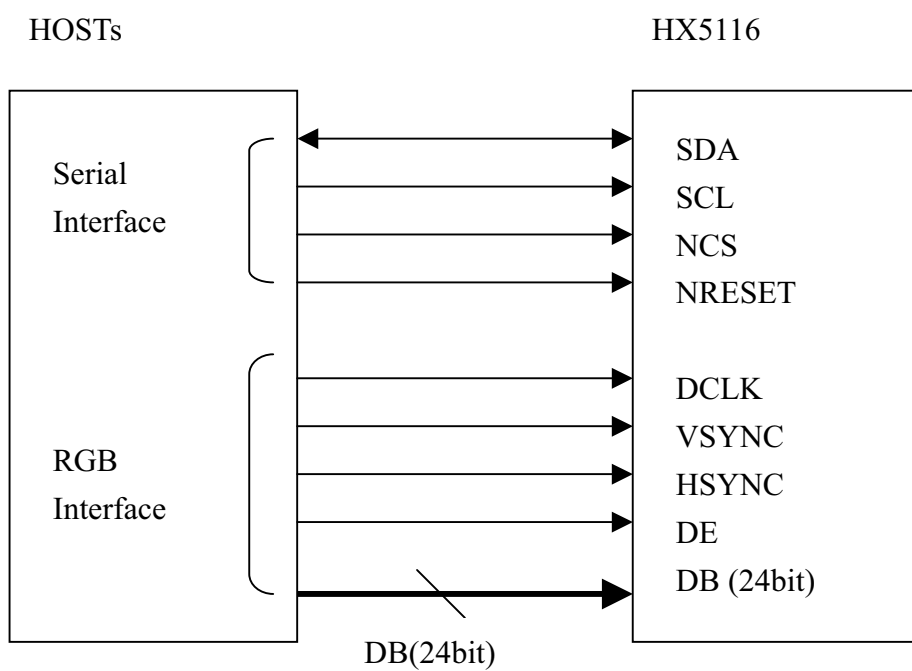 HOSTs
HX5116
Serial
Interface
SDA
SCL
NCS
NRESET
RGB
Interface
DCLK
VSYNC
HSYNC
DE
DB (24bit)
DB(24bit)